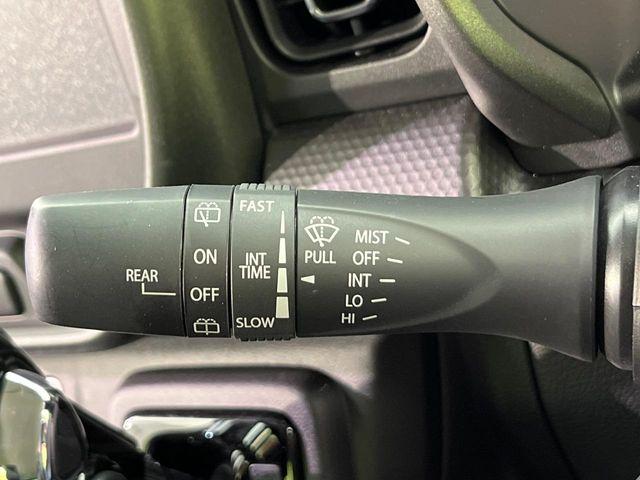 REAR
ON
OFF
FAST
INT
TIME
SLOW
PULL
MIST
OFF
INT
LO
HI